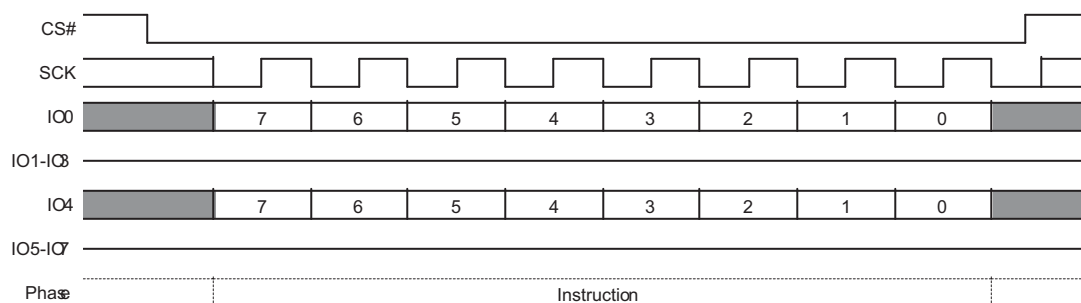 CS#
SCK
IO0 7 6 5 4 3 2 1 0
IO1-IO3
IO4 7 6 5 4 3 2 1 0
IO5-IO7
Phase Instruction